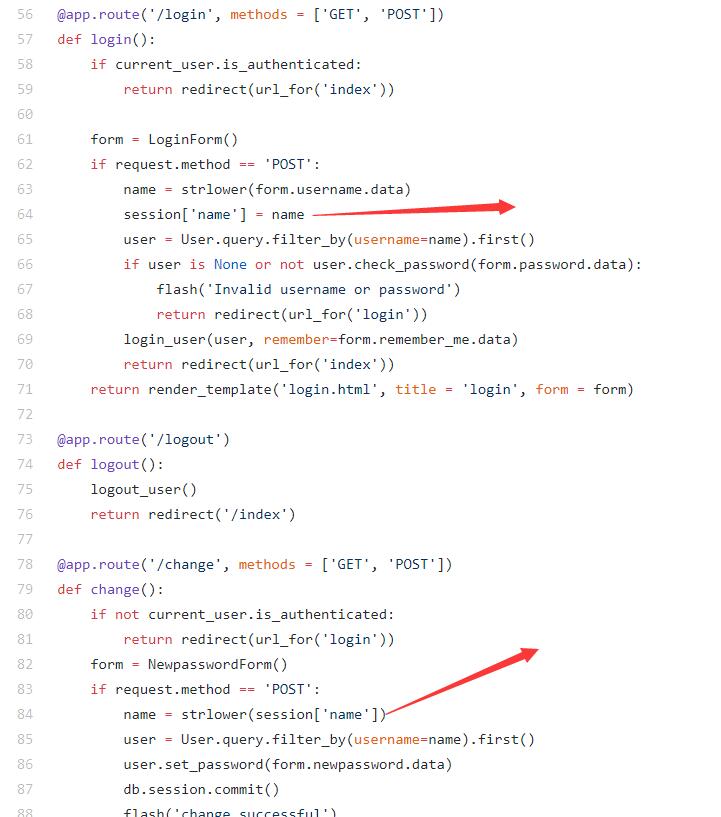 56 @app.route('/login', methods = ['GET', 'POST'])
57 def login():
58     if current_user.is_authenticated:
59         return redirect(url_for('index'))
60
61     form = LoginForm()
62     if request.method == 'POST':
63         name = strlower(form.username.data)
64         session['name'] = name
65         user = User.query.filter_by(username=name).first()
66         if user is None or not user.check_password(form.password.data):
67             flash('Invalid username or password')
68             return redirect(url_for('login'))
69         login_user(user, remember=form.remember_me.data)
70         return redirect(url_for('index'))
71     return render_template('login.html', title = 'login', form = form)
72
73 @app.route('/logout')
74 def logout():
75     logout_user()
76     return redirect('/index')
77
78 @app.route('/change', methods = ['GET', 'POST'])
79 def change():
80     if not current_user.is_authenticated:
81         return redirect(url_for('login'))
82     form = NewpasswordForm()
83     if request.method == 'POST':
84         name = strlower(session['name'])
85         user = User.query.filter_by(username=name).first()
86         user.set_password(form.newpassword.data)
87         db.session.commit()
88         flash('change successful')